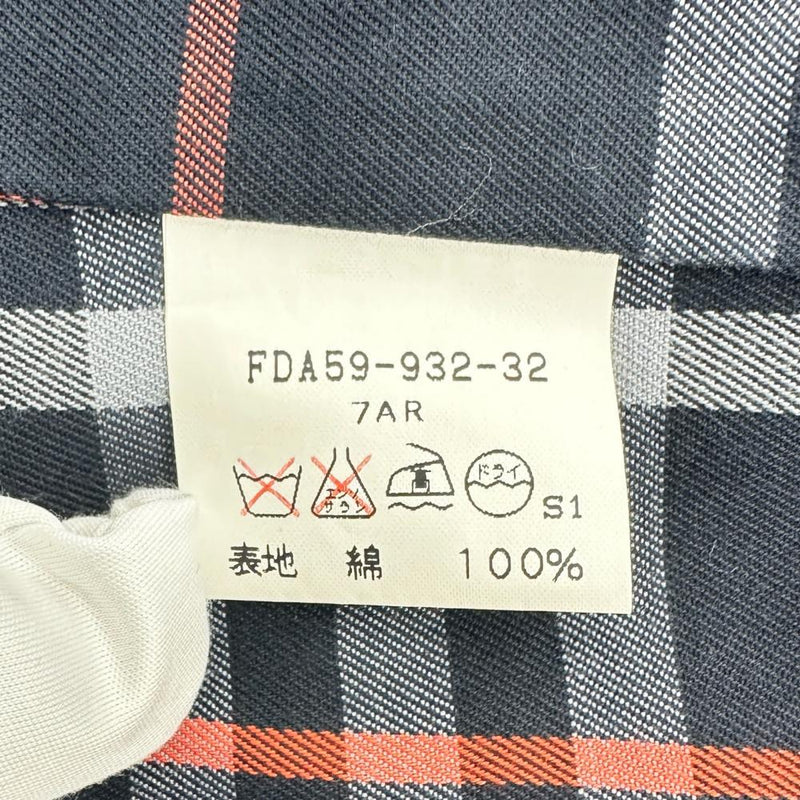 FDA59-932-32
7AR
エンソ
サラシ
高
ドライ
S1
表地 綿 100%